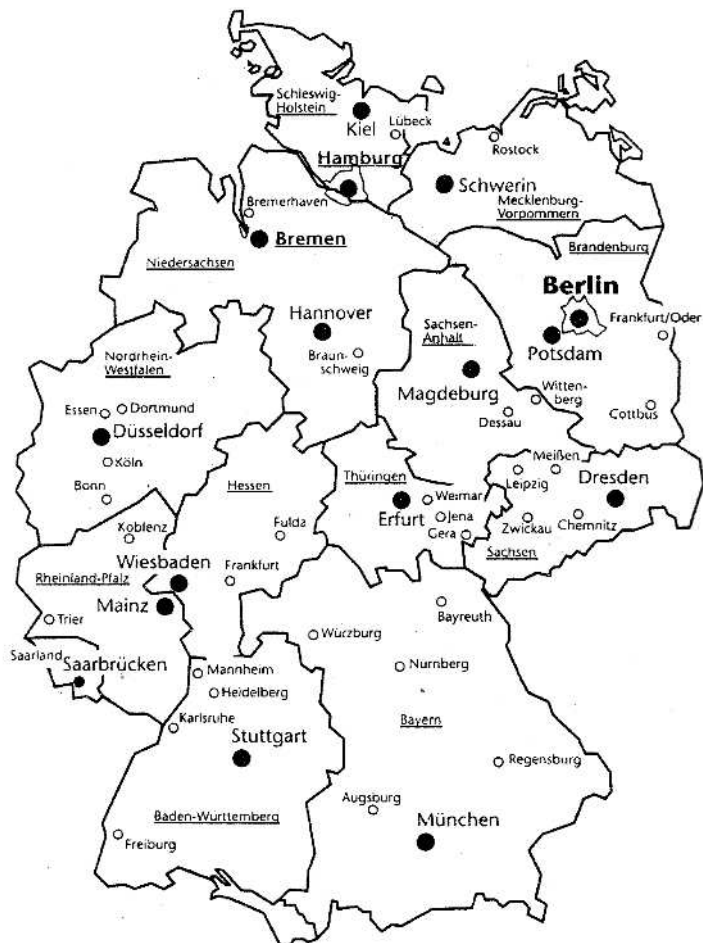 Schleswig-
Holstein
Kiel
Lübeck
Rostock
Hamburg
Schwerin
Mecklenburg-
Vorpommern
Bremerhaven
Bremen
Niedersachsen
Brandenburg
Berlin
Hannover
Sachsen-
Anhalt
Frankfurt/Oder
Potsdam
Braun-
schweig
Nordrhein-
Westfalen
Magdeburg
Witten-
berg
Essen
Dortmund
Dessau
Cottbus
Düsseldorf
Köln
Meißen
Thüringen
Leipzig
Dresden
Bonn
Hessen
Weimar
Erfurt
Jena
Gera
Zwickau
Chemnitz
Sachsen
Koblenz
Fulda
Wiesbaden
Frankfurt
Rheinland-Pfalz
Mainz
Bayreuth
Trier
Würzburg
Saarland
Saarbrücken
Mannheim
Nurnberg
Heidelberg
Karlsruhe
Bayern
Stuttgart
Regensburg
Augsburg
Baden-Württemberg
München
Freiburg